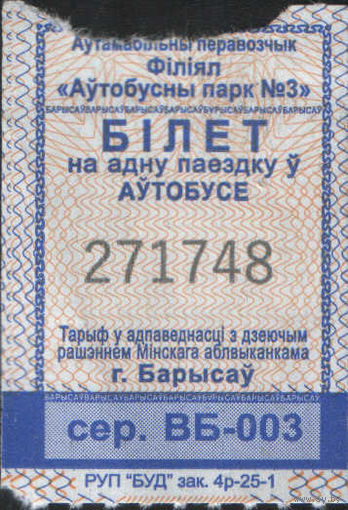 Аўтамабільны перавозчык
Філіял
«Аўтобусны парк №3»
БАРЫСАЎБАРЫСАЎБАРЫСАЎБАРЫСАЎБАРЫСАЎБАРЫСАЎ
БІЛЕТ
на адну паездку ў
АЎТОБУСЕ
271748
Тарыф у адпаведнасці з дзеючым
рашэннем Мінскага аблвыканкама
г. Барысаў
БАРЫСАЎБАРЫСАЎБАРЫСАЎБАРЫСАЎБАРЫСАЎБАРЫСАЎ
сер. ВБ-003
РУП "БУД" зак. 4р-25-1